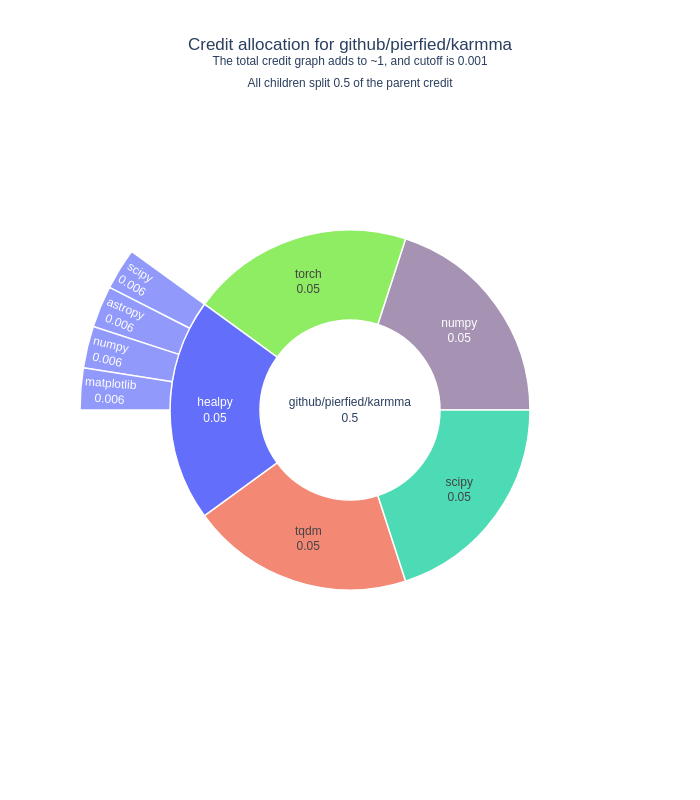 Credit allocation for github/pierfied/karmma
The total credit graph adds to ~1, and cutoff is 0.001
All children split 0.5 of the parent credit
scipy
0.006
astropy
0.006
numpy
0.006
matplotlib
0.006
torch
0.05
numpy
0.05
healpy
0.05
github/pierfied/karmma
0.5
scipy
0.05
tqdm
0.05